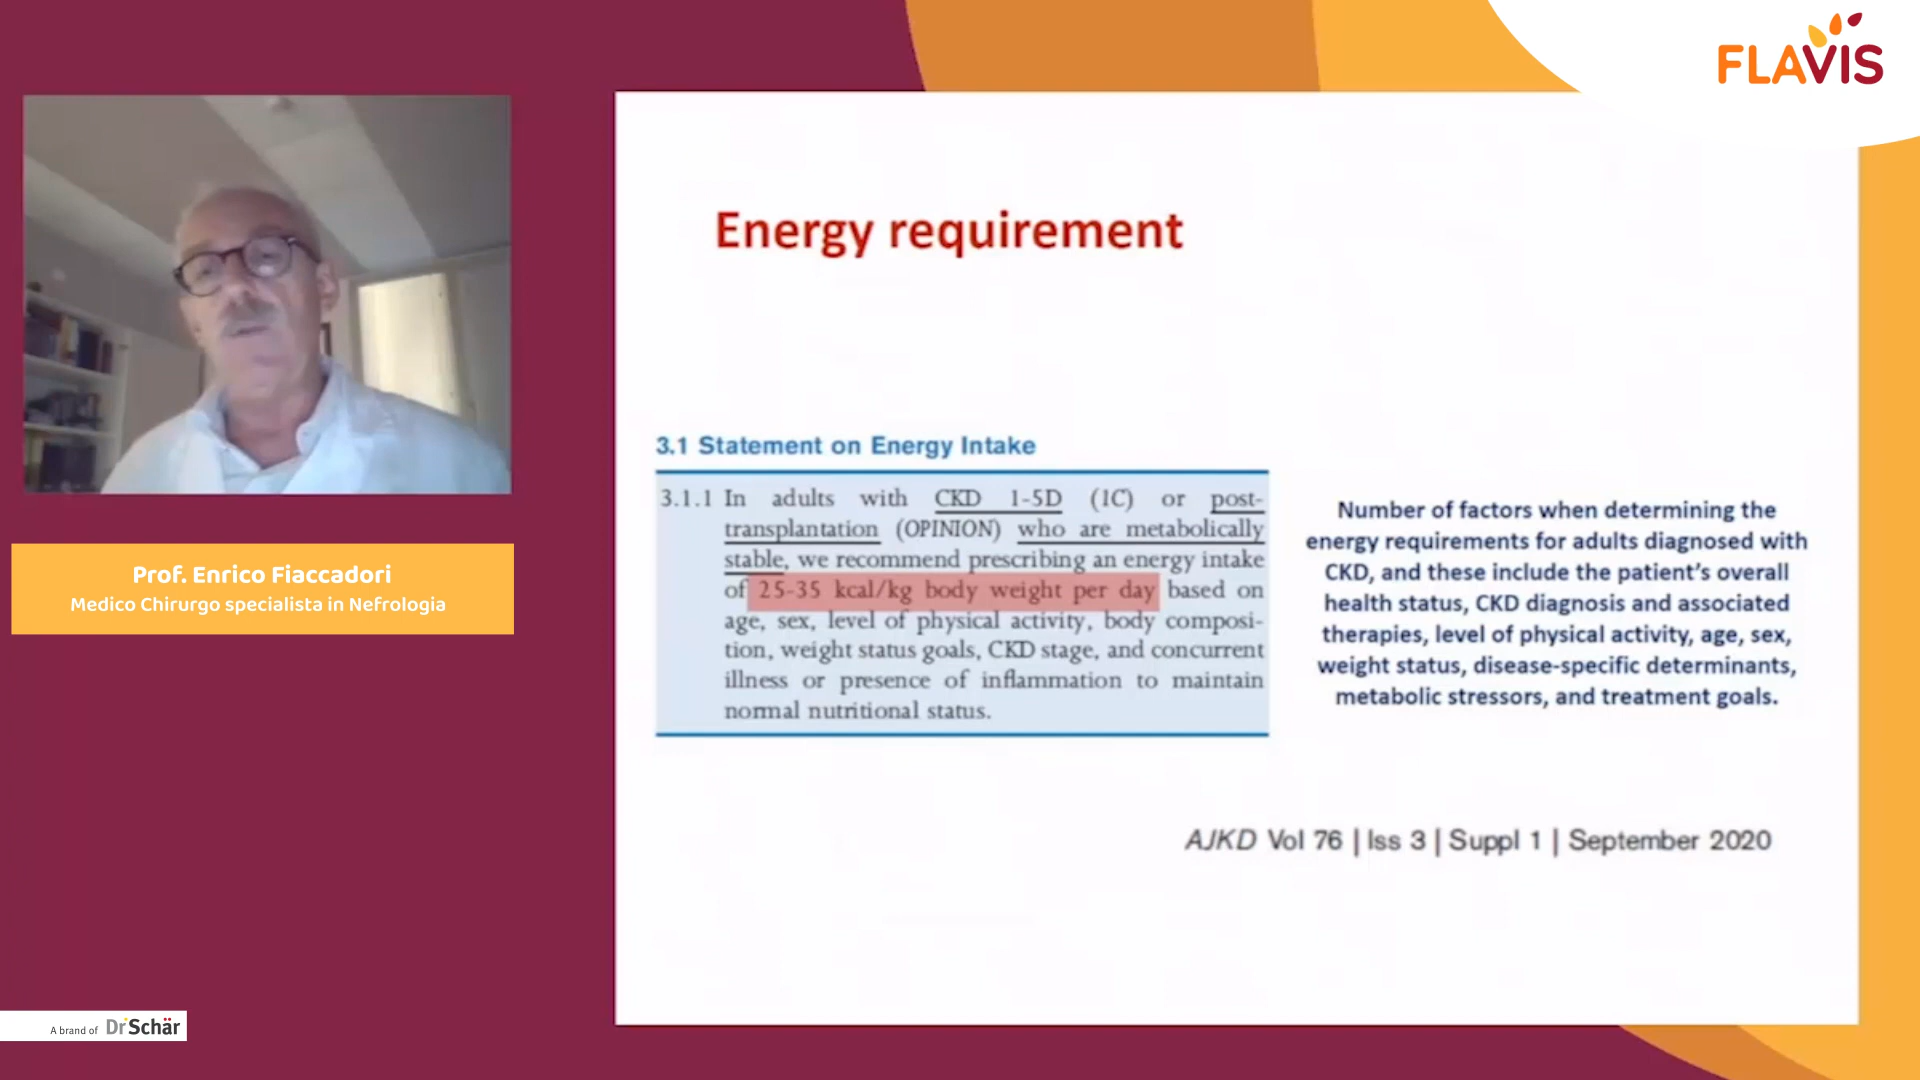 FLAVIS
Energy requirement
3.1 Statement on Energy Intake
3.1.1 In adults with CKD 1-5D (1C) or post-
transplantation (OPINION) who are metabolically
stable, we recommend prescribing an energy intake
of 25-35 kcal/kg body weight per day based on
age, sex, level of physical activity, body composi-
tion, weight status goals, CKD stage, and concurrent
illness or presence of inflammation to maintain
normal nutritional status.
Number of factors when determining the
energy requirements for adults diagnosed with
CKD, and these include the patient's overall
health status, CKD diagnosis and associated
therapies, level of physical activity, age, sex,
weight status, disease-specific determinants,
metabolic stressors, and treatment goals.
AJKD Vol 76 | Iss 3 | Suppl 1 | September 2020
Prof. Enrico Fiaccadori
Medico Chirurgo specialista in Nefrologia
A brand of Dr Schär